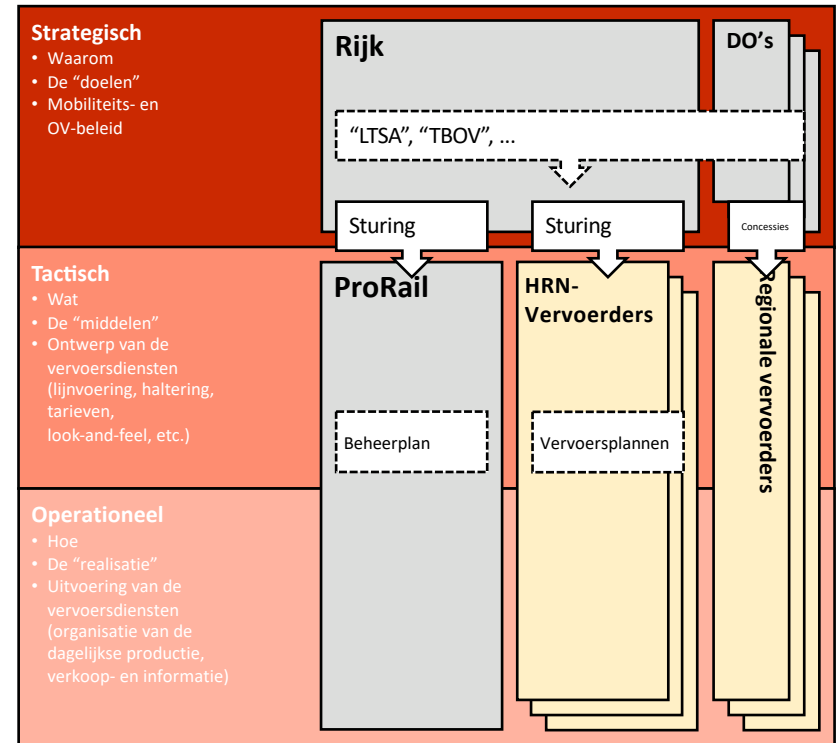 Strategisch
• Waarom
• De “doelen”
• Mobiliteits- en
OV-beleid
Rijk
DO’s
“LTSA”, “TBOV”, ...
Sturing
Sturing
Concessies
Tactisch
• Wat
• De “middelen”
• Ontwerp van de
vervoersdiensten
(lijnvoering, haltering,
tarieven,
look-and-feel, etc.)
ProRail
HRN-
Vervoerders
Regionale vervoerders
Beheerplan
Vervoersplannen
Operationeel
• Hoe
• De “realisatie”
• Uitvoering van de
vervoersdiensten
(organisatie van de
dagelijkse productie,
verkoop- en informatie)